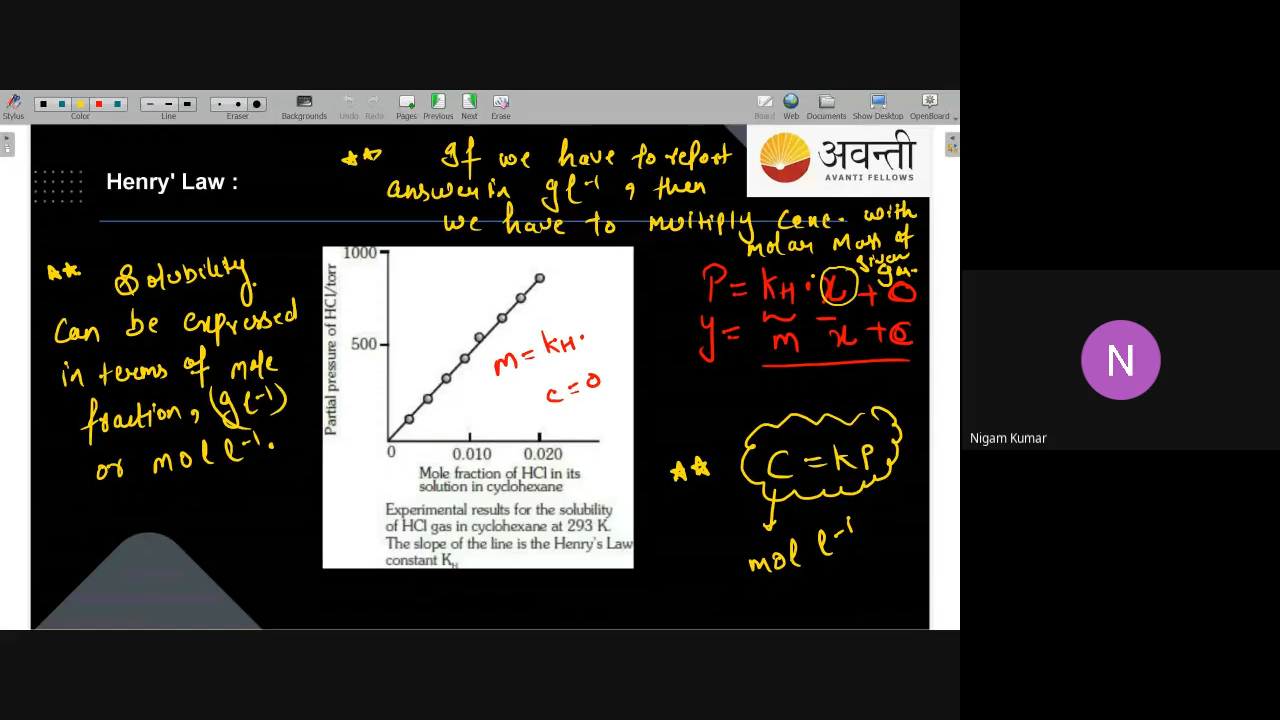 Stylus
Color
Line
Eraser
Backgrounds
Undo
Redo
Pages
Previous
Next
Erase
Board
Web
Documents
Show Desktop
OpenBoard
Henry' Law :
** If we have to report
answer in gl⁻¹, then
we have to multiply conc. with
molar mass of
given
gas.
अवन्ती
AVANTI FELLOWS
** Solubility
can be expressed
in terms of mole
fraction, (gl⁻¹)
or mol l⁻¹.
1000
500
Partial pressure of HCl/torr
0
0.010
0.020
Mole fraction of HCl in its
solution in cyclohexane
m = kH.
c = 0
Experimental results for the solubility
of HCl gas in cyclohexane at 293 K.
The slope of the line is the Henry's Law
constant KH
P = kH · x + 0
y = m x + c
** C = kP
mol l⁻¹
N
Nigam Kumar